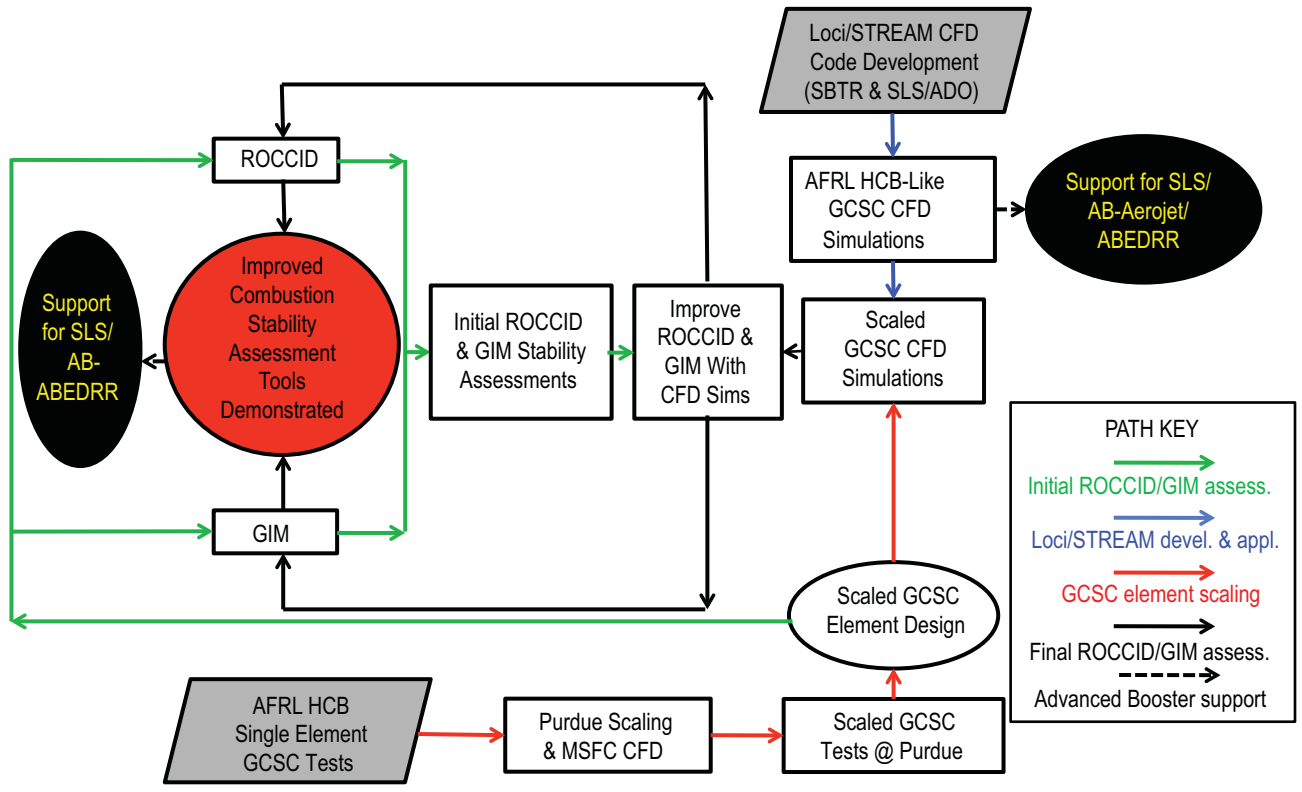 Loci/STREAM CFD
Code Development
(SBTR & SLS/ADO)
ROCCID
AFRL HCB-Like
GCSC CFD
Simulations
Support for SLS/
AB-Aerojet/
ABEDRR
Support
for SLS/
AB-
ABEDRR
Improved
Combustion
Stability
Assessment
Tools
Demonstrated
Initial ROCCID
& GIM Stability
Assessments
Improve
ROCCID &
GIM With
CFD Sims
Scaled
GCSC CFD
Simulations
GIM
Scaled GCSC
Element Design
PATH KEY
Initial ROCCID/GIM assess.
Loci/STREAM devel. & appl.
GCSC element scaling
Final ROCCID/GIM assess.
Advanced Booster support
AFRL HCB
Single Element
GCSC Tests
Purdue Scaling
& MSFC CFD
Scaled GCSC
Tests @ Purdue